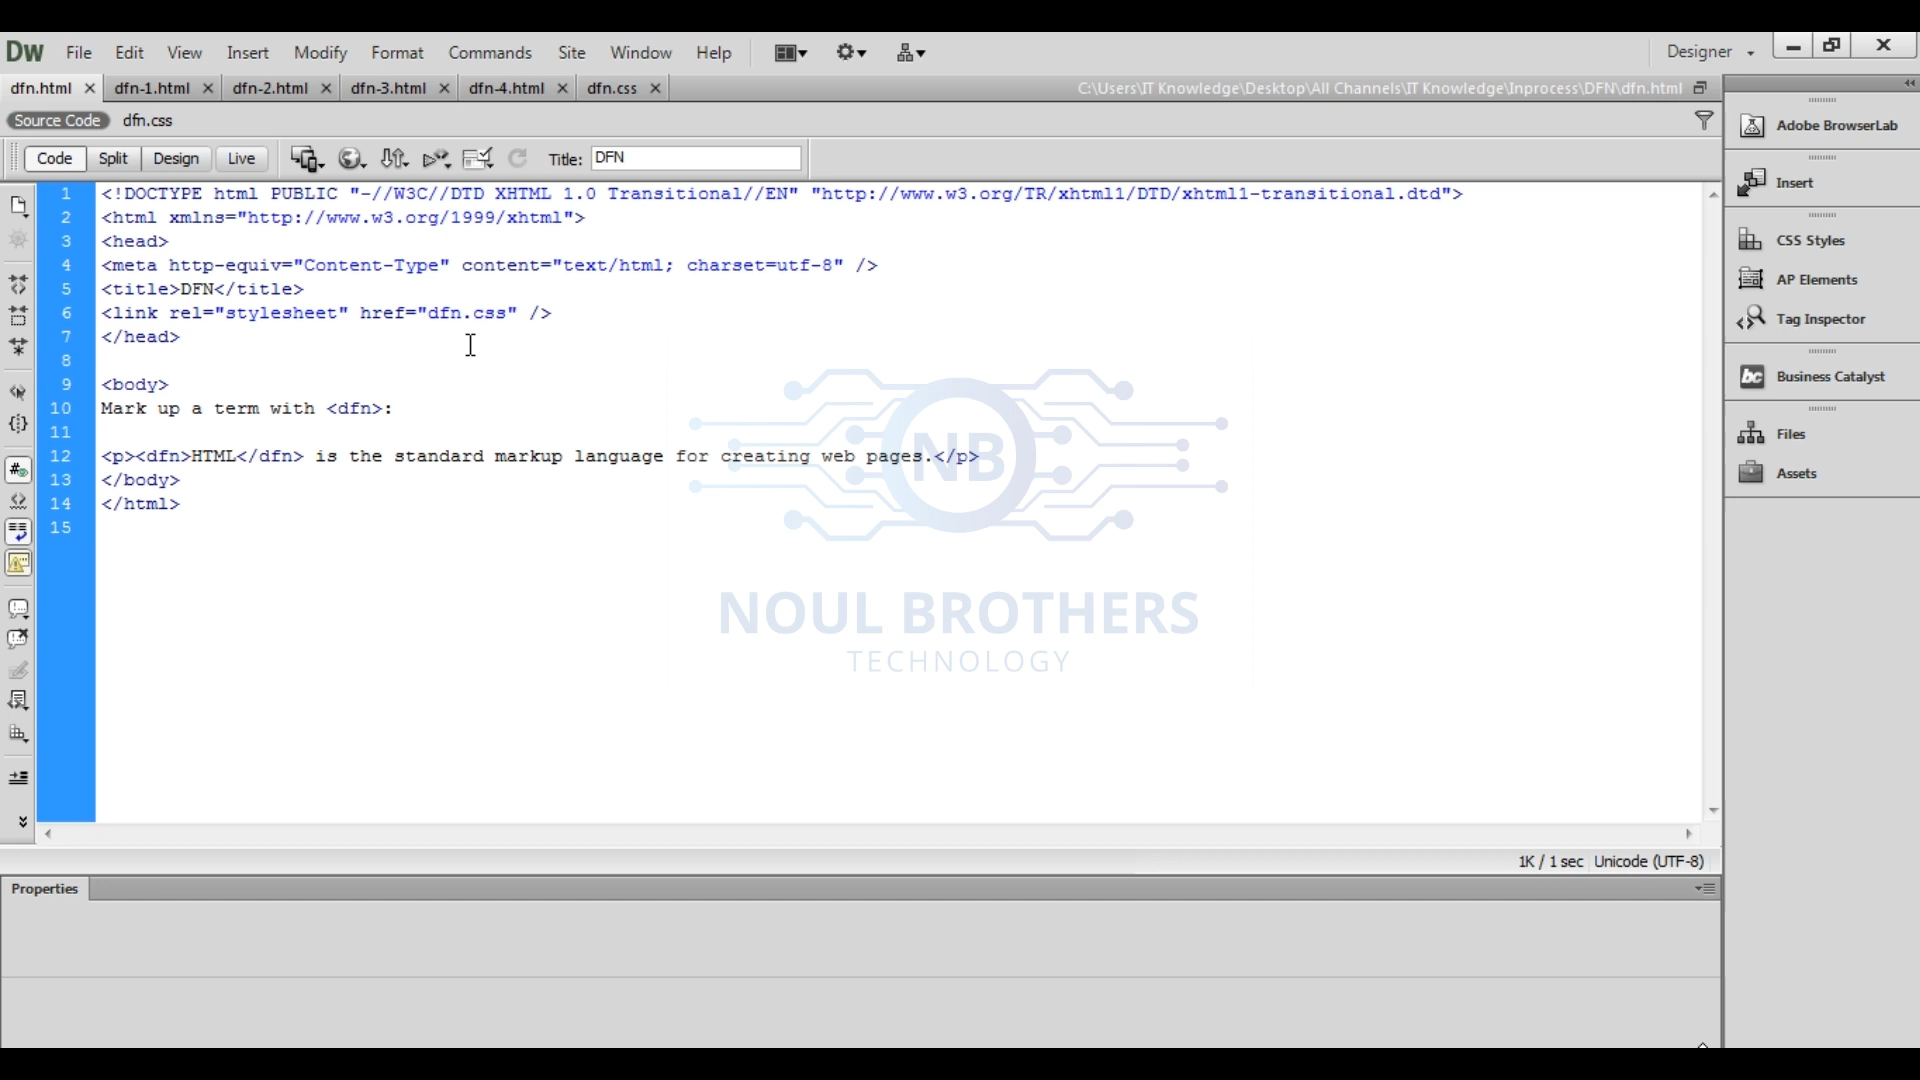 DW File Edit View Insert Modify Format Commands Site Window Help Designer
dfn.html dfn-1.html dfn-2.html dfn-3.html dfn-4.html dfn.css C:\Users\IT Knowledge\Desktop\All Channels\IT Knowledge\Inprocess\DFN\dfn.html
Source Code dfn.css
Code Split Design Live Title: DFN
1 <!DOCTYPE html PUBLIC "-//W3C//DTD XHTML 1.0 Transitional//EN" "http://www.w3.org/TR/xhtml1/DTD/xhtml1-transitional.dtd">
2 <html xmlns="http://www.w3.org/1999/xhtml">
3 <head>
4 <meta http-equiv="Content-Type" content="text/html; charset=utf-8" />
5 <title>DFN</title>
6 <link rel="stylesheet" href="dfn.css" />
7 </head>
8
9 <body>
10 Mark up a term with <dfn>:
11
12 <p><dfn>HTML</dfn> is the standard markup language for creating web pages.</p>
13 </body>
14 </html>
15
NB
NOUL BROTHERS
TECHNOLOGY
1K / 1 sec Unicode (UTF-8)
Properties
Adobe BrowserLab
Insert
CSS Styles
AP Elements
Tag Inspector
bc Business Catalyst
Files
Assets